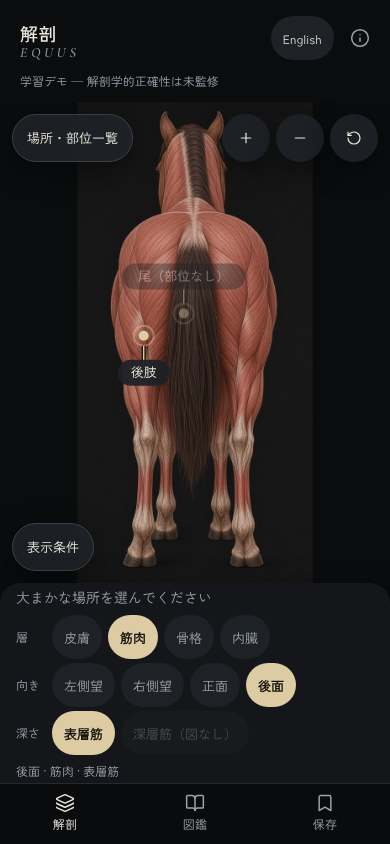 解剖
EQUUS
English
学習デモ — 解剖学的正確性は未監修
場所・部位一覧
尾（部位なし）
後肢
表示条件
大まかな場所を選んでください
層 皮膚 筋肉 骨格 内臓
向き 左側望 右側望 正面 後面
深さ 表層筋 深層筋（図なし）
後面・筋肉・表層筋
解剖 図鑑 保存